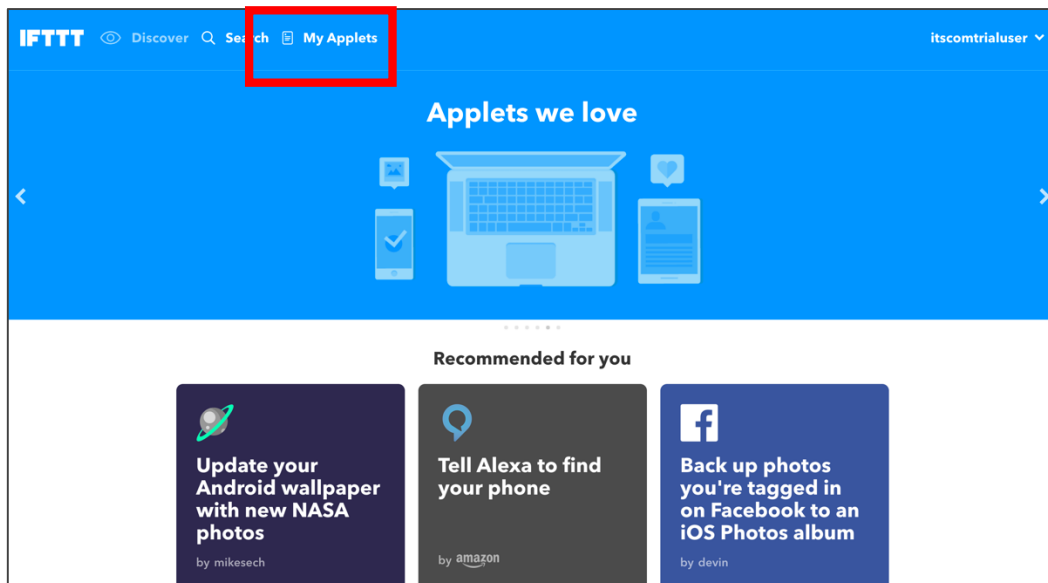 IFTTT Discover Search My Applets itscomtrialuser
Applets we love
Recommended for you
Update your
Android wallpaper
with new NASA
photos
by mikesech
Tell Alexa to find
your phone
by amazon
Back up photos
you're tagged in
on Facebook to an
iOS Photos album
by devin